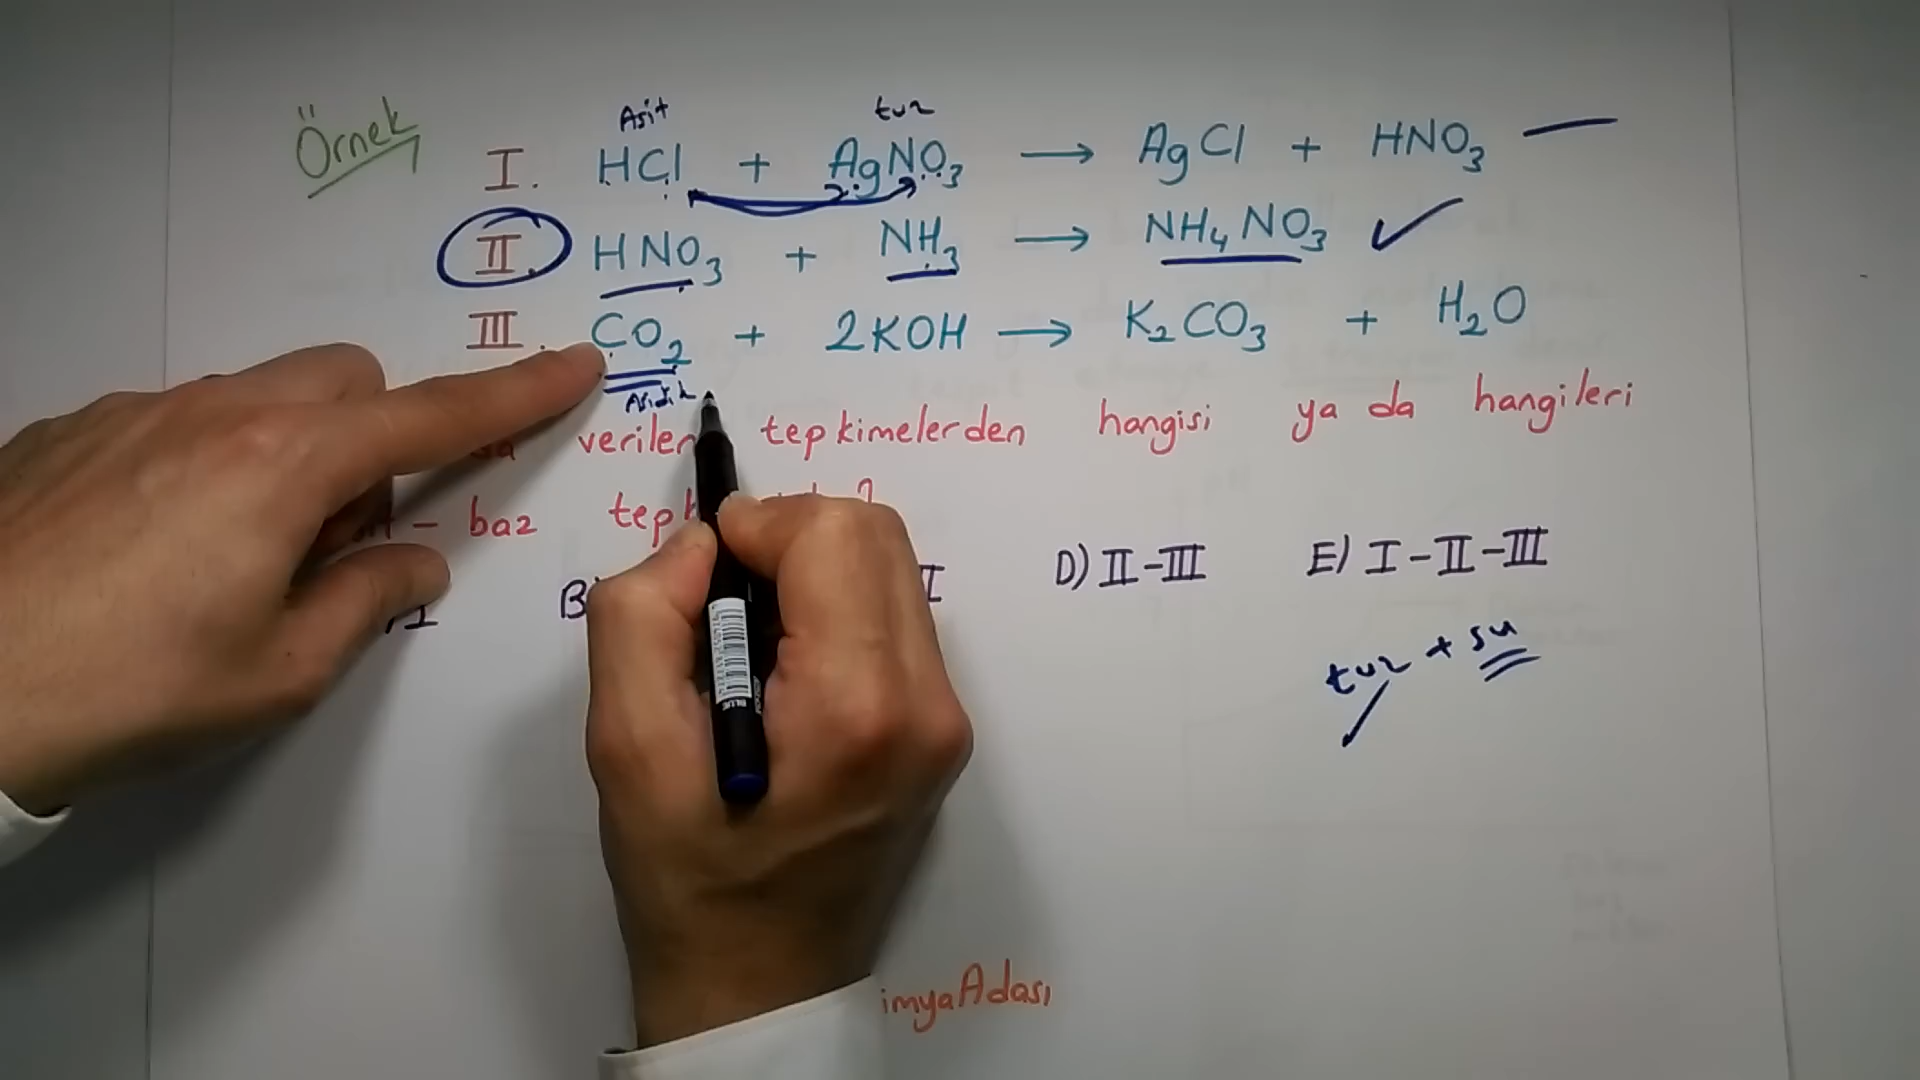 Örnek
Asit tuz
I. HCl + AgNO₃ → AgCl + HNO₃
II. HNO₃ + NH₃ → NH₄NO₃
III. CO₂ + 2KOH → K₂CO₃ + H₂O
Asidik
verilen tepkimelerden hangisi ya da hangileri
- baz
D) II-III E) I-II-III
tuz + su
imyaAdası